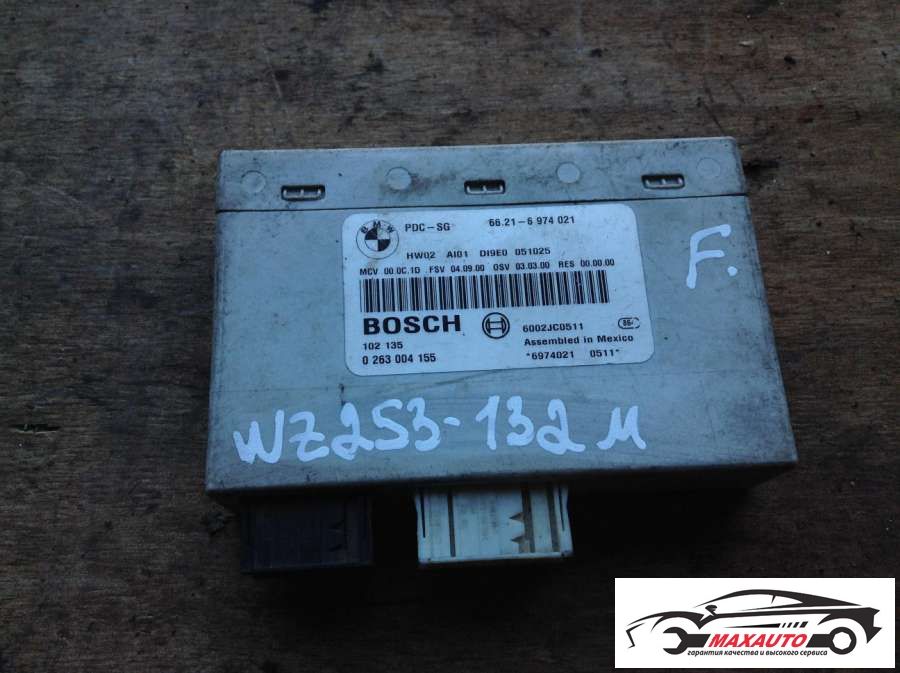 BMW
PDC-SG 66.21-6 974 021
HW02 AI01 DI9E0 051025
MCV 00.0C.1D FSV 04.09.00 OSV 03.03.00 RES 00.00.00
BOSCH 6002JC0511 864
102 135 Assembled in Mexico
0 263 004 155 *6974021 0511*
F.
WZ253-132 м
MAXAUTO
гарантия качества и высокого сервиса